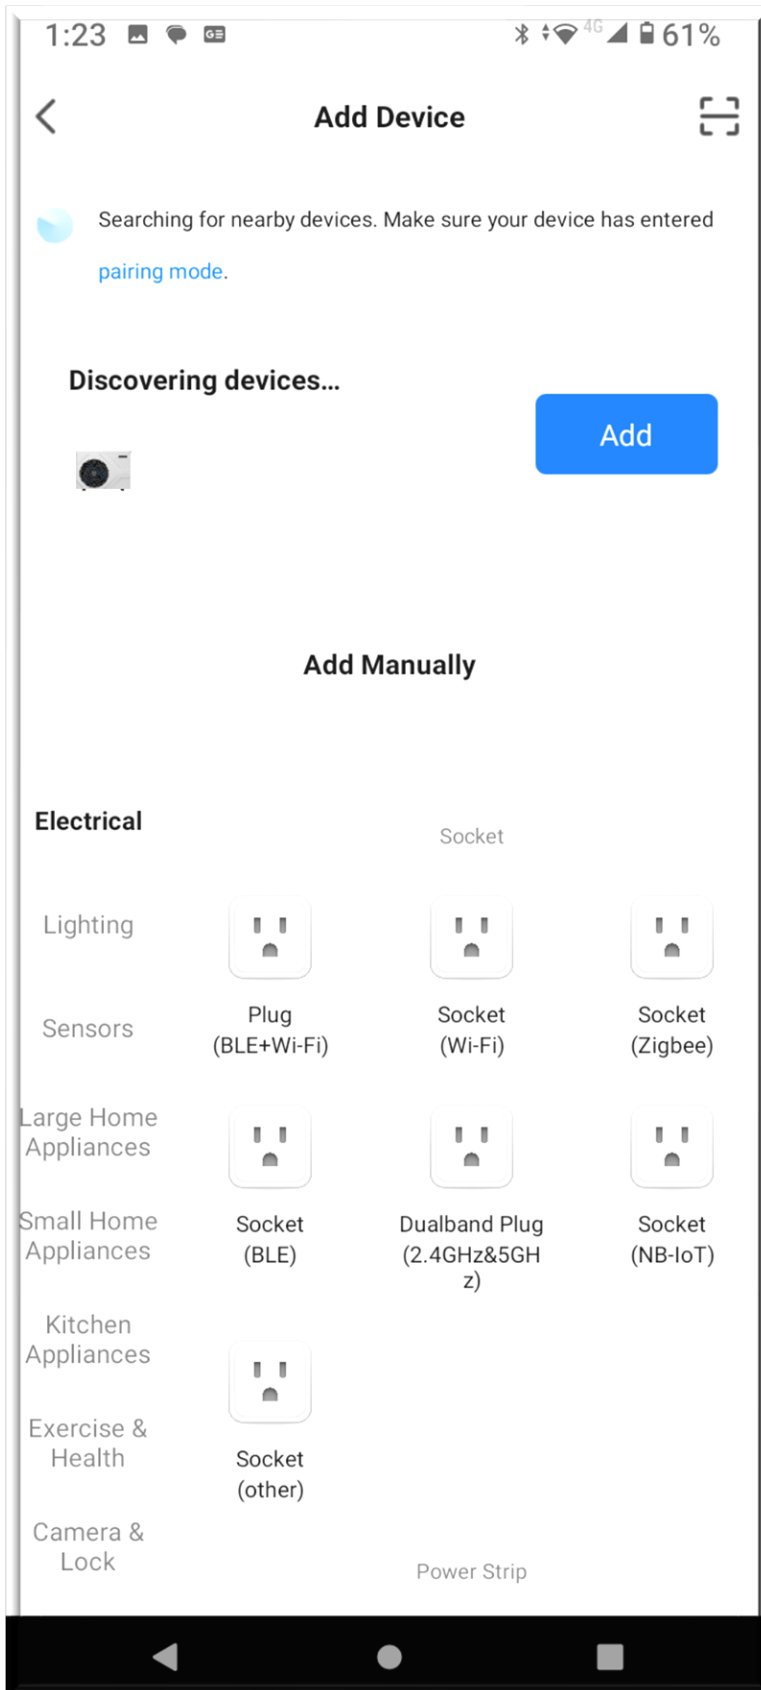 1:23
4G
61%
Add Device
Searching for nearby devices. Make sure your device has entered
pairing mode.
Discovering devices...
Add
Add Manually
Electrical
Lighting
Sensors
Large Home
Appliances
Small Home
Appliances
Kitchen
Appliances
Exercise &
Health
Camera &
Lock
Socket
Plug
(BLE+Wi-Fi)
Socket
(Wi-Fi)
Socket
(Zigbee)
Socket
(BLE)
Dualband Plug
(2.4GHz&5GH
z)
Socket
(NB-IoT)
Socket
(other)
Power Strip